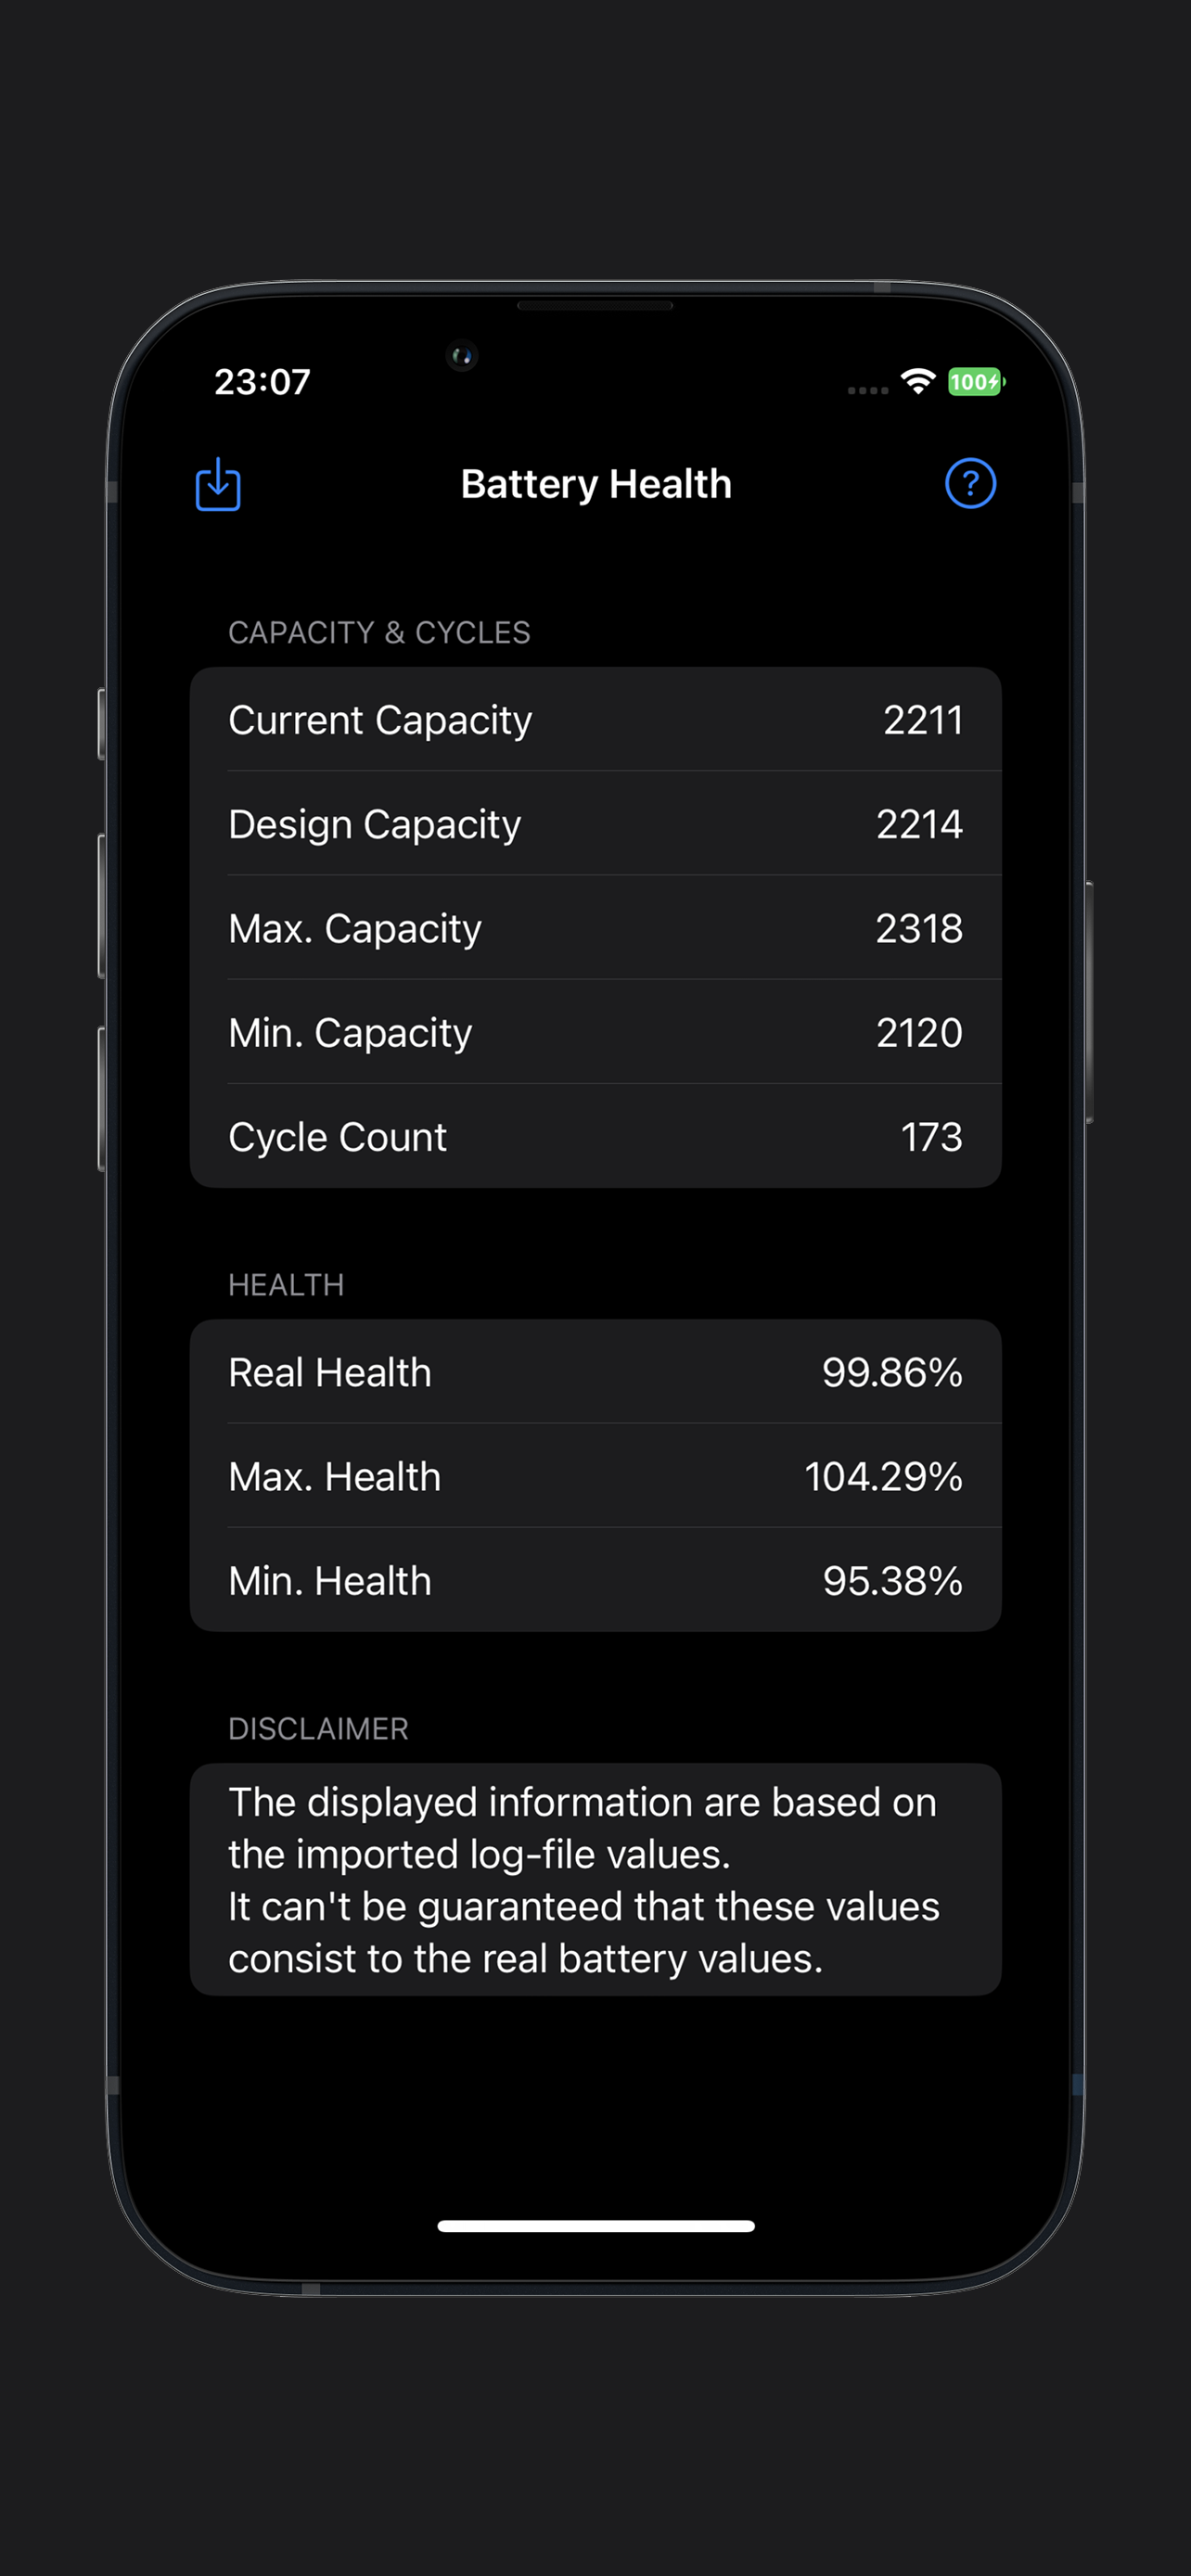 23:07
100
Battery Health
?
CAPACITY & CYCLES
Current Capacity 2211
Design Capacity 2214
Max. Capacity 2318
Min. Capacity 2120
Cycle Count 173
HEALTH
Real Health 99.86%
Max. Health 104.29%
Min. Health 95.38%
DISCLAIMER
The displayed information are based on
the imported log-file values.
It can't be guaranteed that these values
consist to the real battery values.